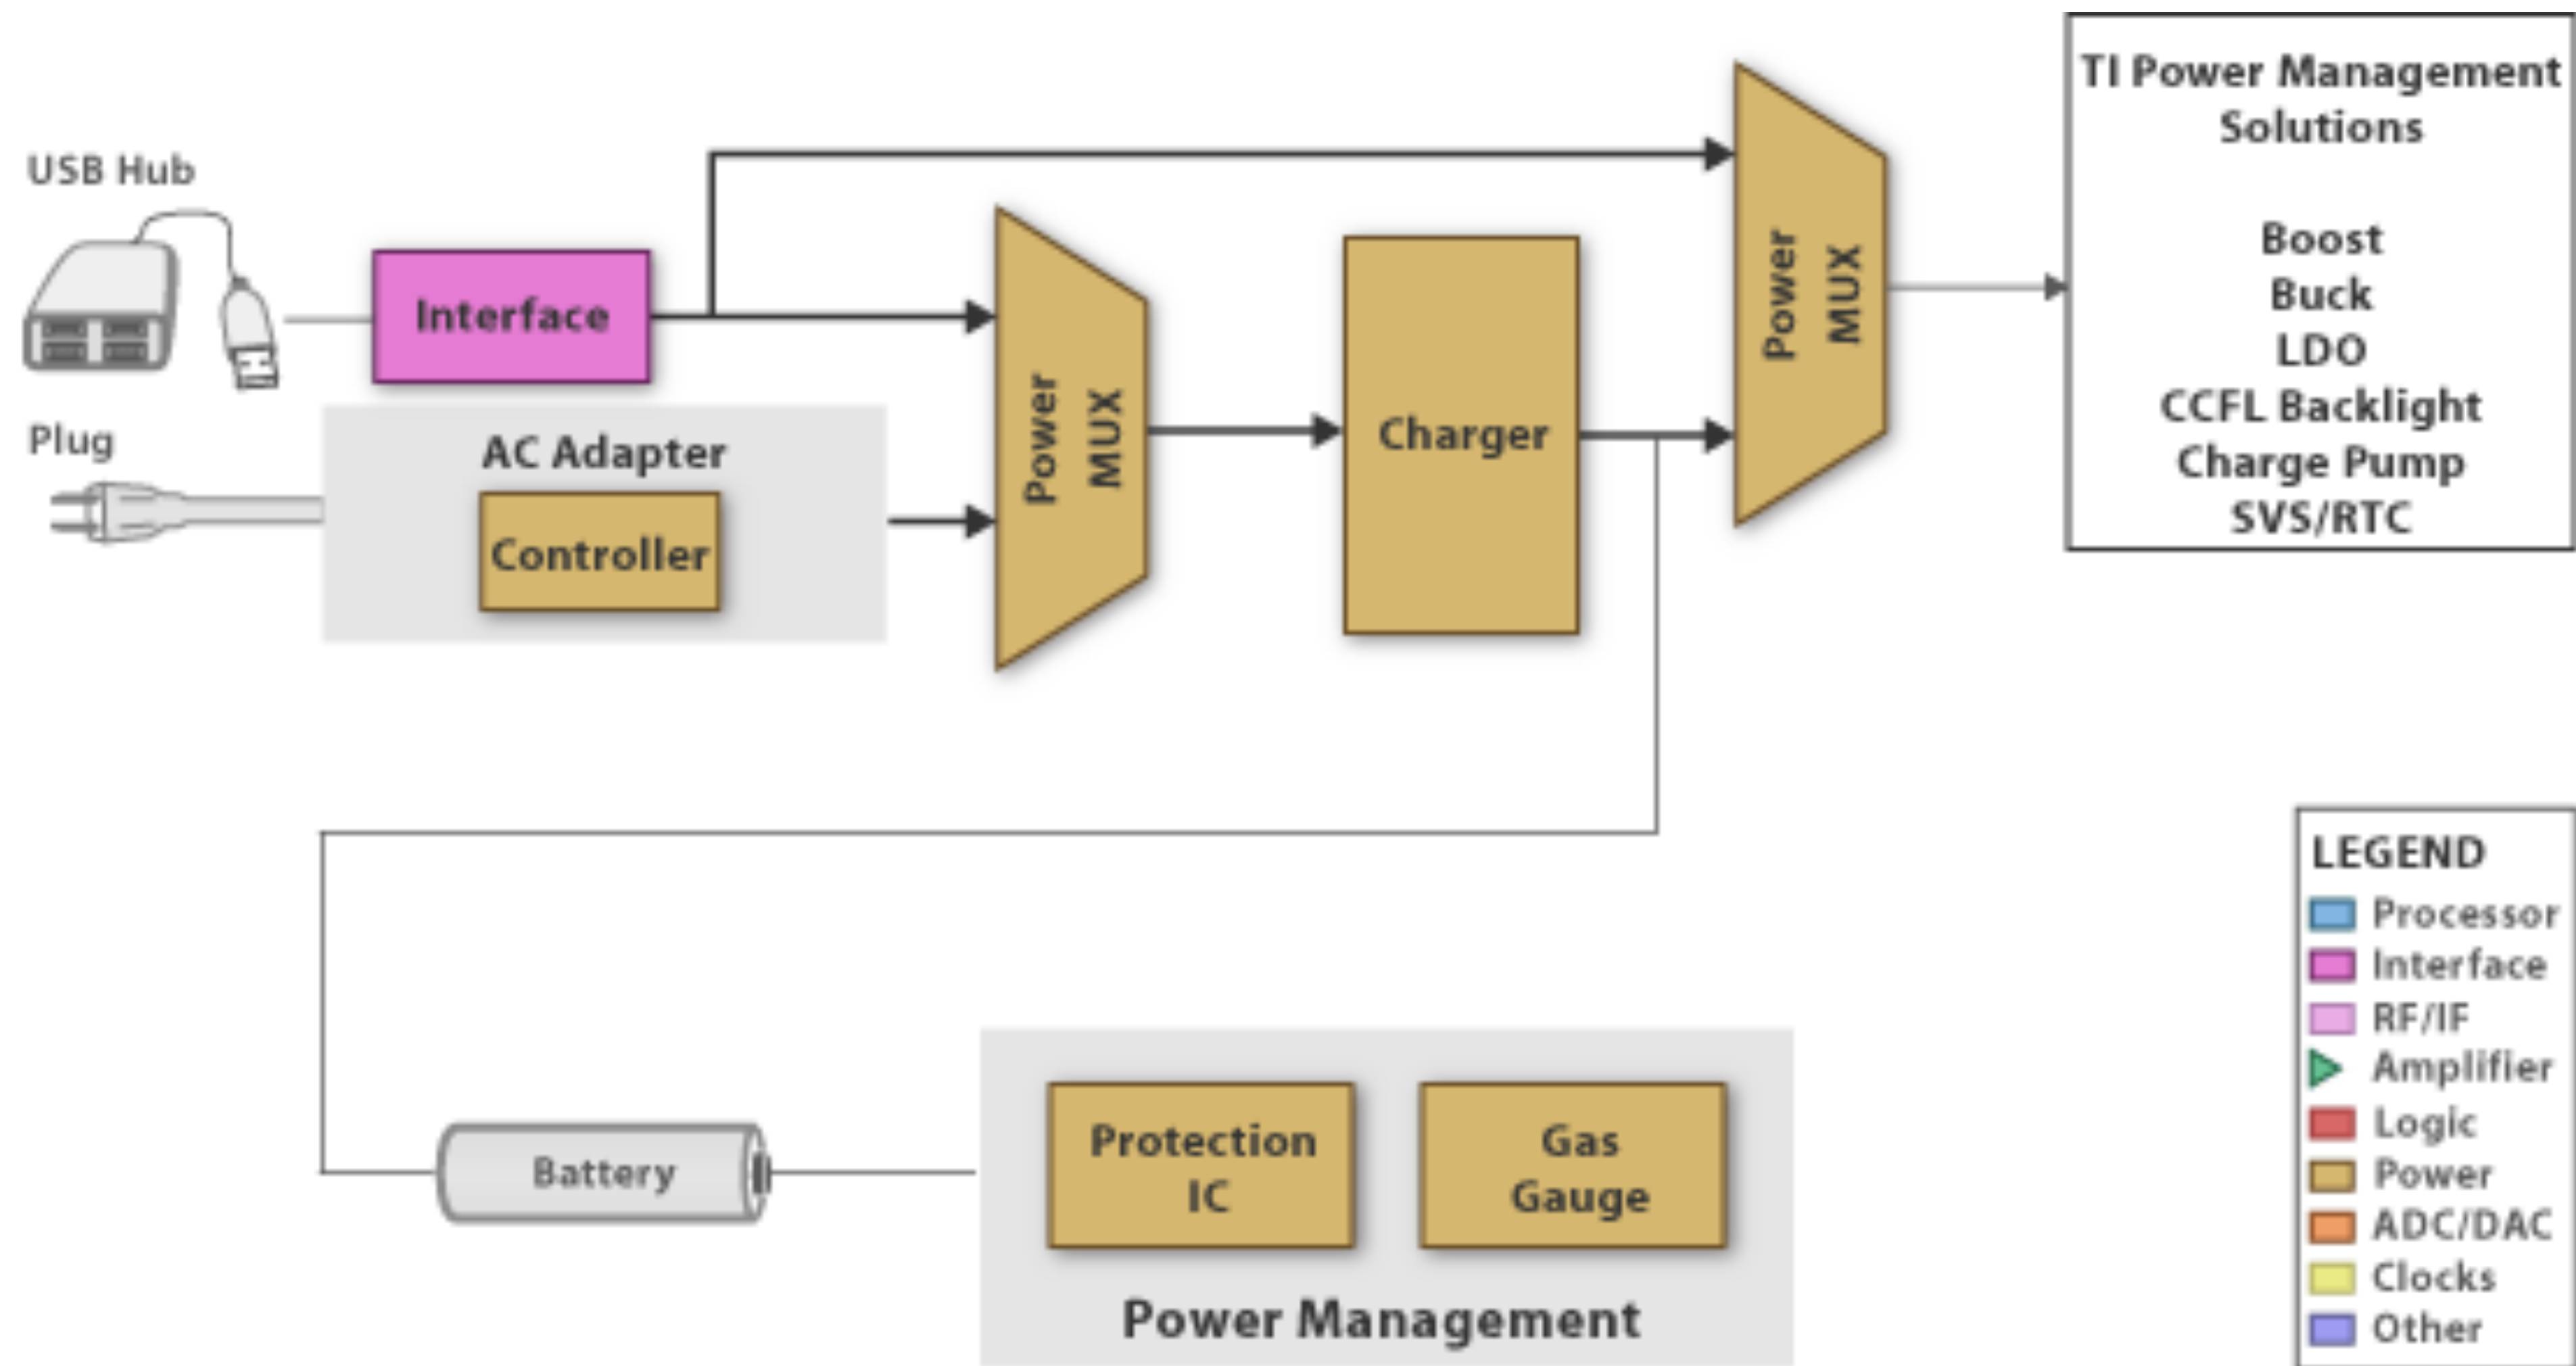 USB Hub
Interface
Plug
AC Adapter
Controller
Power
MUX
Charger
Power
MUX
TI Power Management
Solutions
Boost
Buck
LDO
CCFL Backlight
Charge Pump
SVS/RTC
Battery
Protection
IC
Gas
Gauge
Power Management
LEGEND
Processor
Interface
RF/IF
Amplifier
Logic
Power
ADC/DAC
Clocks
Other